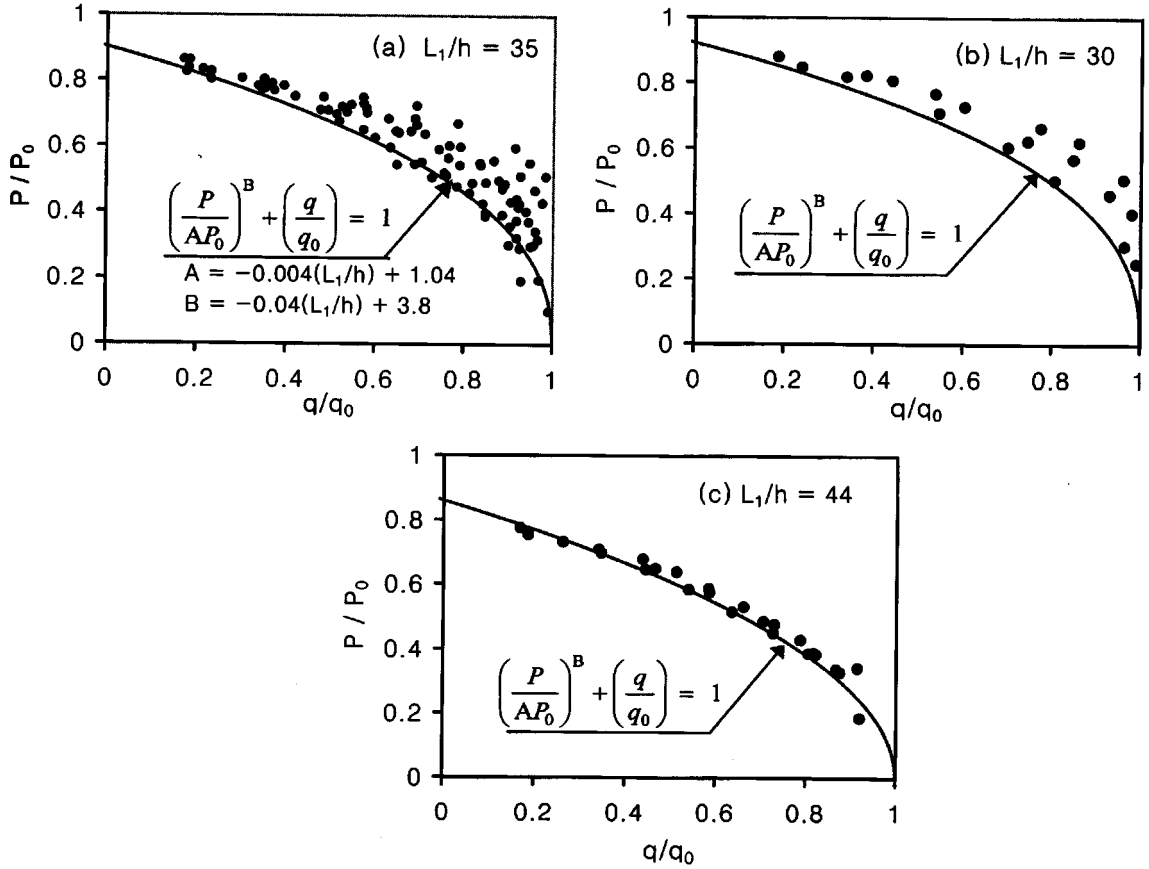 (a) L₁/h = 35
1
0.8
0.6
0.4
0.2
0
P / P₀
(P/AP₀)^B + (q/q₀) = 1
A = −0.004(L₁/h) + 1.04
B = −0.04(L₁/h) + 3.8
0 0.2 0.4 0.6 0.8 1
q/q₀
(b) L₁/h = 30
1
0.8
0.6
0.4
0.2
0
P / P₀
(P/AP₀)^B + (q/q₀) = 1
0 0.2 0.4 0.6 0.8 1
q/q₀
(c) L₁/h = 44
1
0.8
0.6
0.4
0.2
0
P / P₀
(P/AP₀)^B + (q/q₀) = 1
0 0.2 0.4 0.6 0.8 1
q/q₀